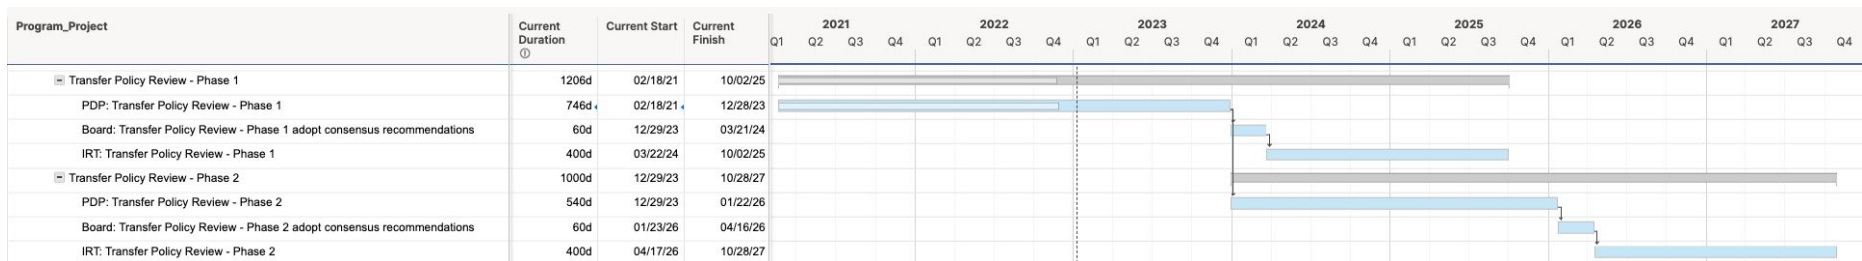 Program_Project Current Duration ⓘ Current Start Current Finish
2021 2022 2023 2024 2025 2026 2027
Q1 Q2 Q3 Q4 Q1 Q2 Q3 Q4 Q1 Q2 Q3 Q4 Q1 Q2 Q3 Q4 Q1 Q2 Q3 Q4 Q1 Q2 Q3 Q4 Q1 Q2 Q3 Q4
Transfer Policy Review - Phase 1 1206d 02/18/21 10/02/25
PDP: Transfer Policy Review - Phase 1 746d 02/18/21 12/28/23
Board: Transfer Policy Review - Phase 1 adopt consensus recommendations 60d 12/29/23 03/21/24
IRT: Transfer Policy Review - Phase 1 400d 03/22/24 10/02/25
Transfer Policy Review - Phase 2 1000d 12/29/23 10/28/27
PDP: Transfer Policy Review - Phase 2 540d 12/29/23 01/22/26
Board: Transfer Policy Review - Phase 2 adopt consensus recommendations 60d 01/23/26 04/16/26
IRT: Transfer Policy Review - Phase 2 400d 04/17/26 10/28/27